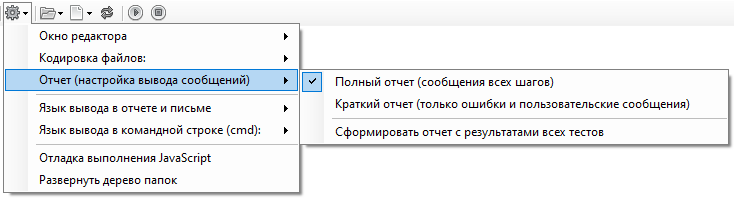 Окно редактора
Кодировка файлов:
Отчет (настройка вывода сообщений)
Полный отчет (сообщения всех шагов)
Краткий отчет (только ошибки и пользовательские сообщения)
Язык вывода в отчете и письме
Язык вывода в командной строке (cmd):
Сформировать отчет с результатами всех тестов
Отладка выполнения JavaScript
Развернуть дерево папок